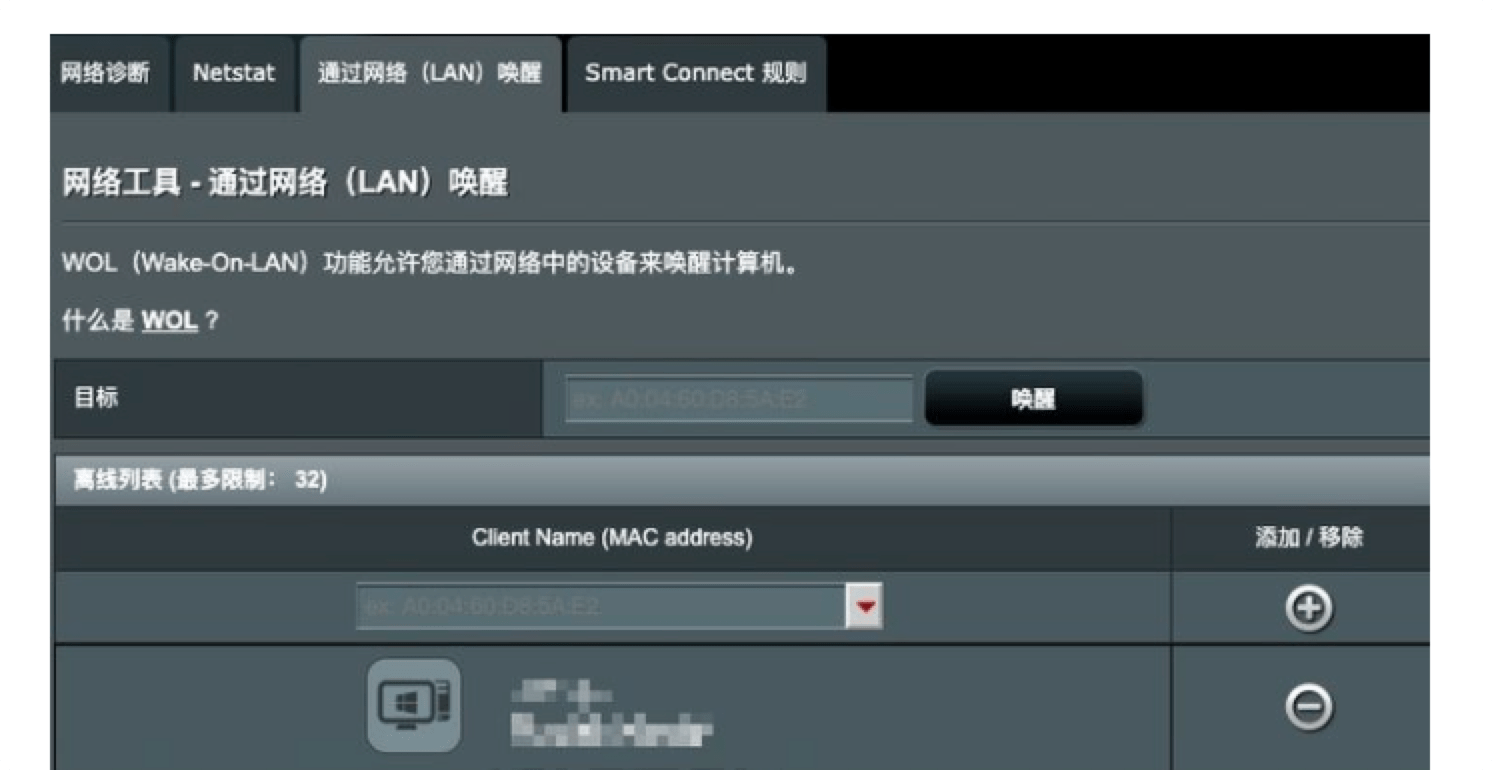 网络诊断
Netstat
通过网络（LAN）唤醒
Smart Connect 规则
网络工具 - 通过网络（LAN）唤醒
WOL（Wake-On-LAN）功能允许您通过网络中的设备来唤醒计算机。
什么是 WOL？
目标
ex: A0:04:60:D8:5A:E2
唤醒
离线列表 (最多限制： 32)
Client Name (MAC address)
添加 / 移除
ex: A0:04:60:D8:5A:E2